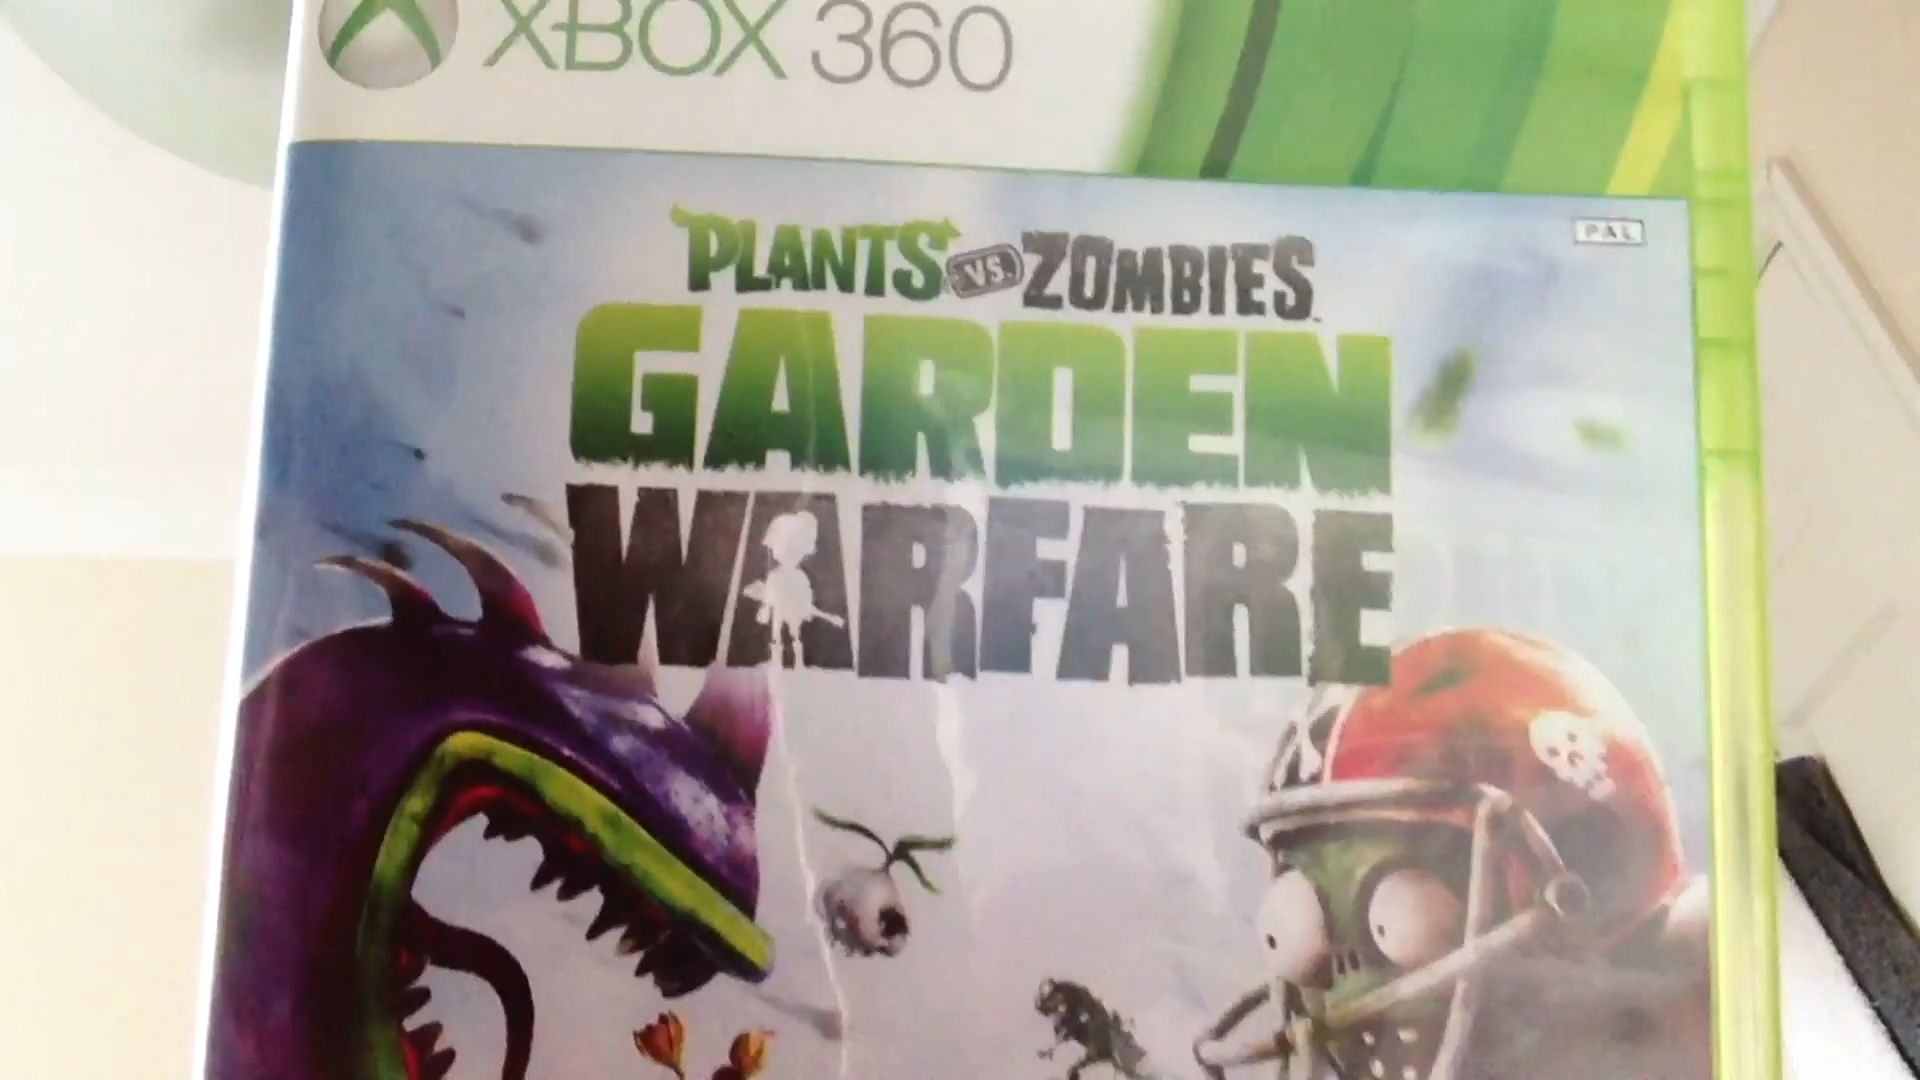 XBOX 360
PAL
PLANTS VS. ZOMBIES
GARDEN
WARFARE